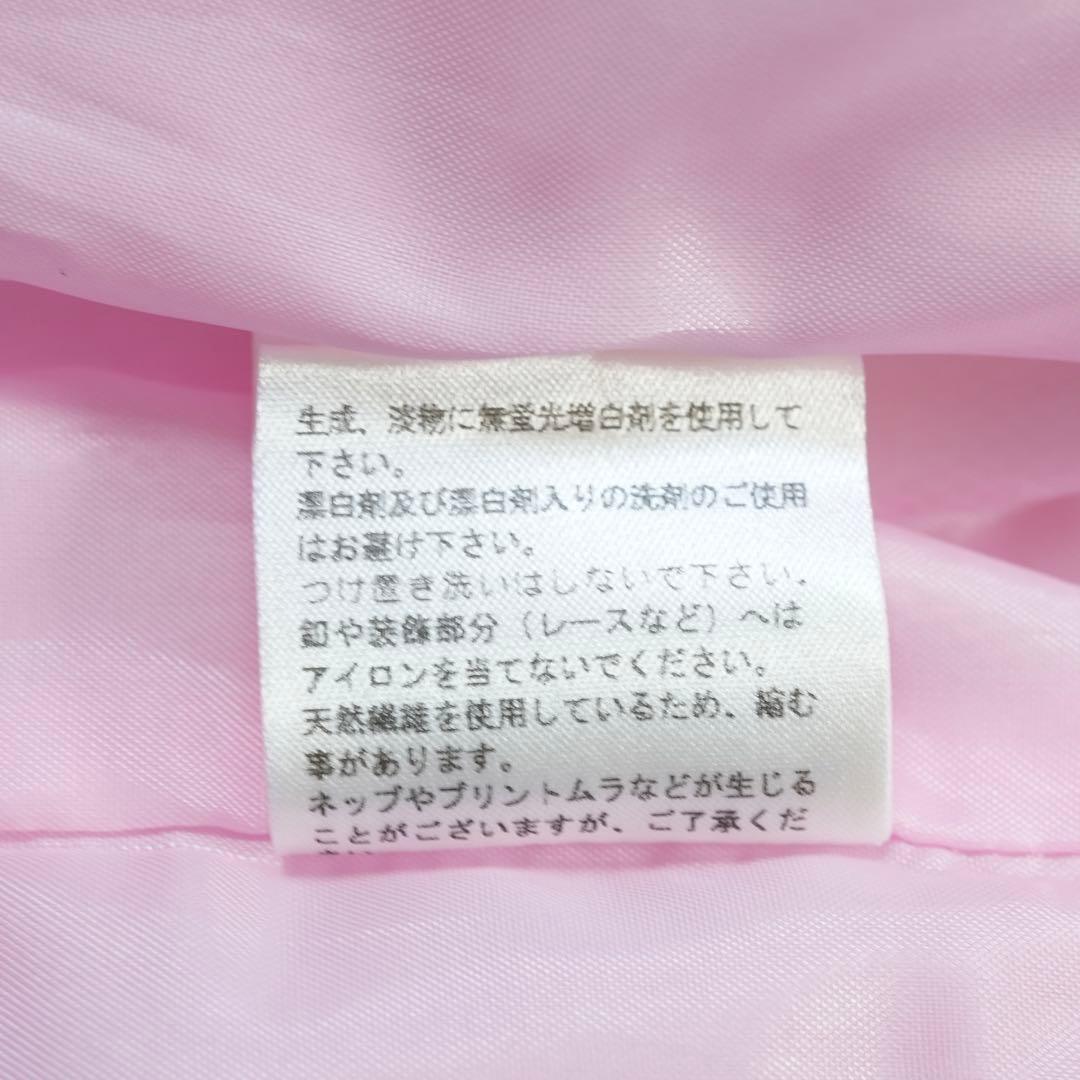 生成、淡物に無蛍光増白剤を使用して
下さい。
漂白剤及び漂白剤入りの洗剤のご使用
はお避け下さい。
つけ置き洗いはしないで下さい。
釦や装飾部分（レースなど）へは
アイロンを当てないでください。
天然繊維を使用しているため、縮む
事があります。
ネップやプリントムラなどが生じる
ことがございますが、ご了承くだ